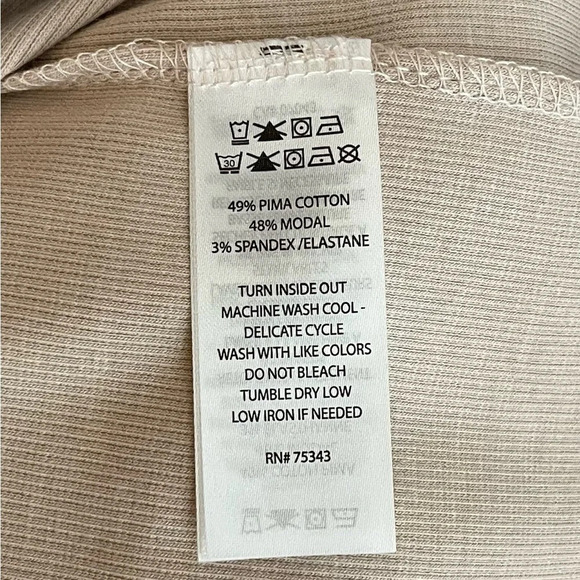 30
49% PIMA COTTON
48% MODAL
3% SPANDEX /ELASTANE
TURN INSIDE OUT
MACHINE WASH COOL -
DELICATE CYCLE
WASH WITH LIKE COLORS
DO NOT BLEACH
TUMBLE DRY LOW
LOW IRON IF NEEDED
RN# 75343